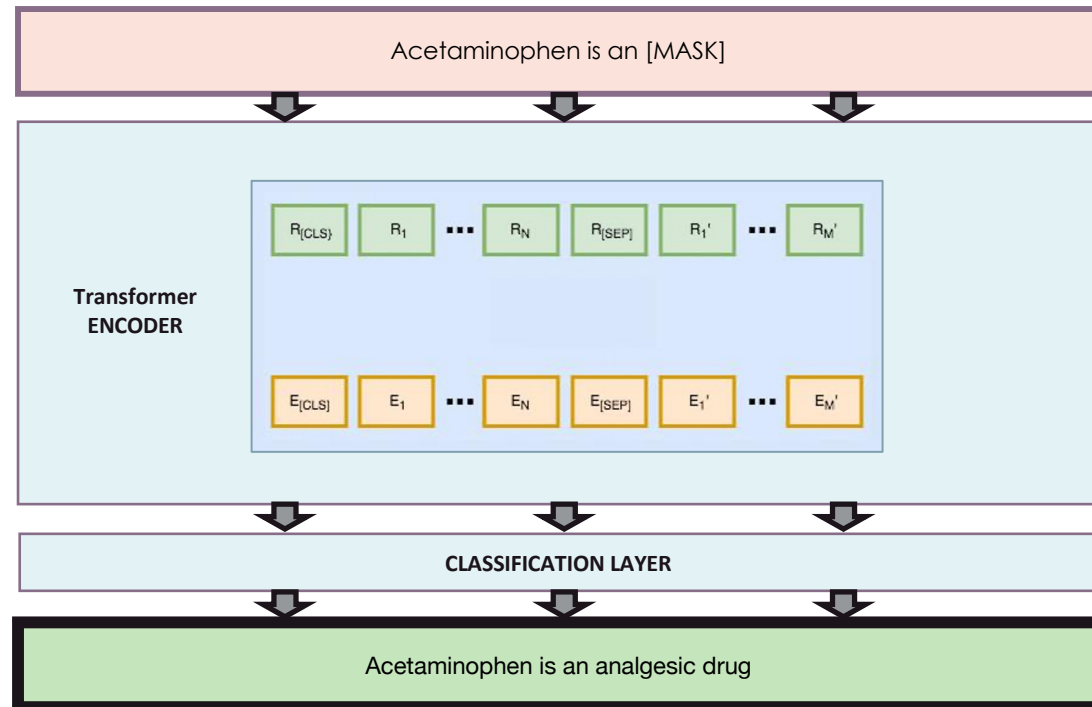 Acetaminophen is an [MASK]
R[CLS} R1 ... RN R[SEP] R1' ... RM'
Transformer
ENCODER
E[CLS] E1 ... EN E[SEP] E1' ... EM'
CLASSIFICATION LAYER
Acetaminophen is an analgesic drug